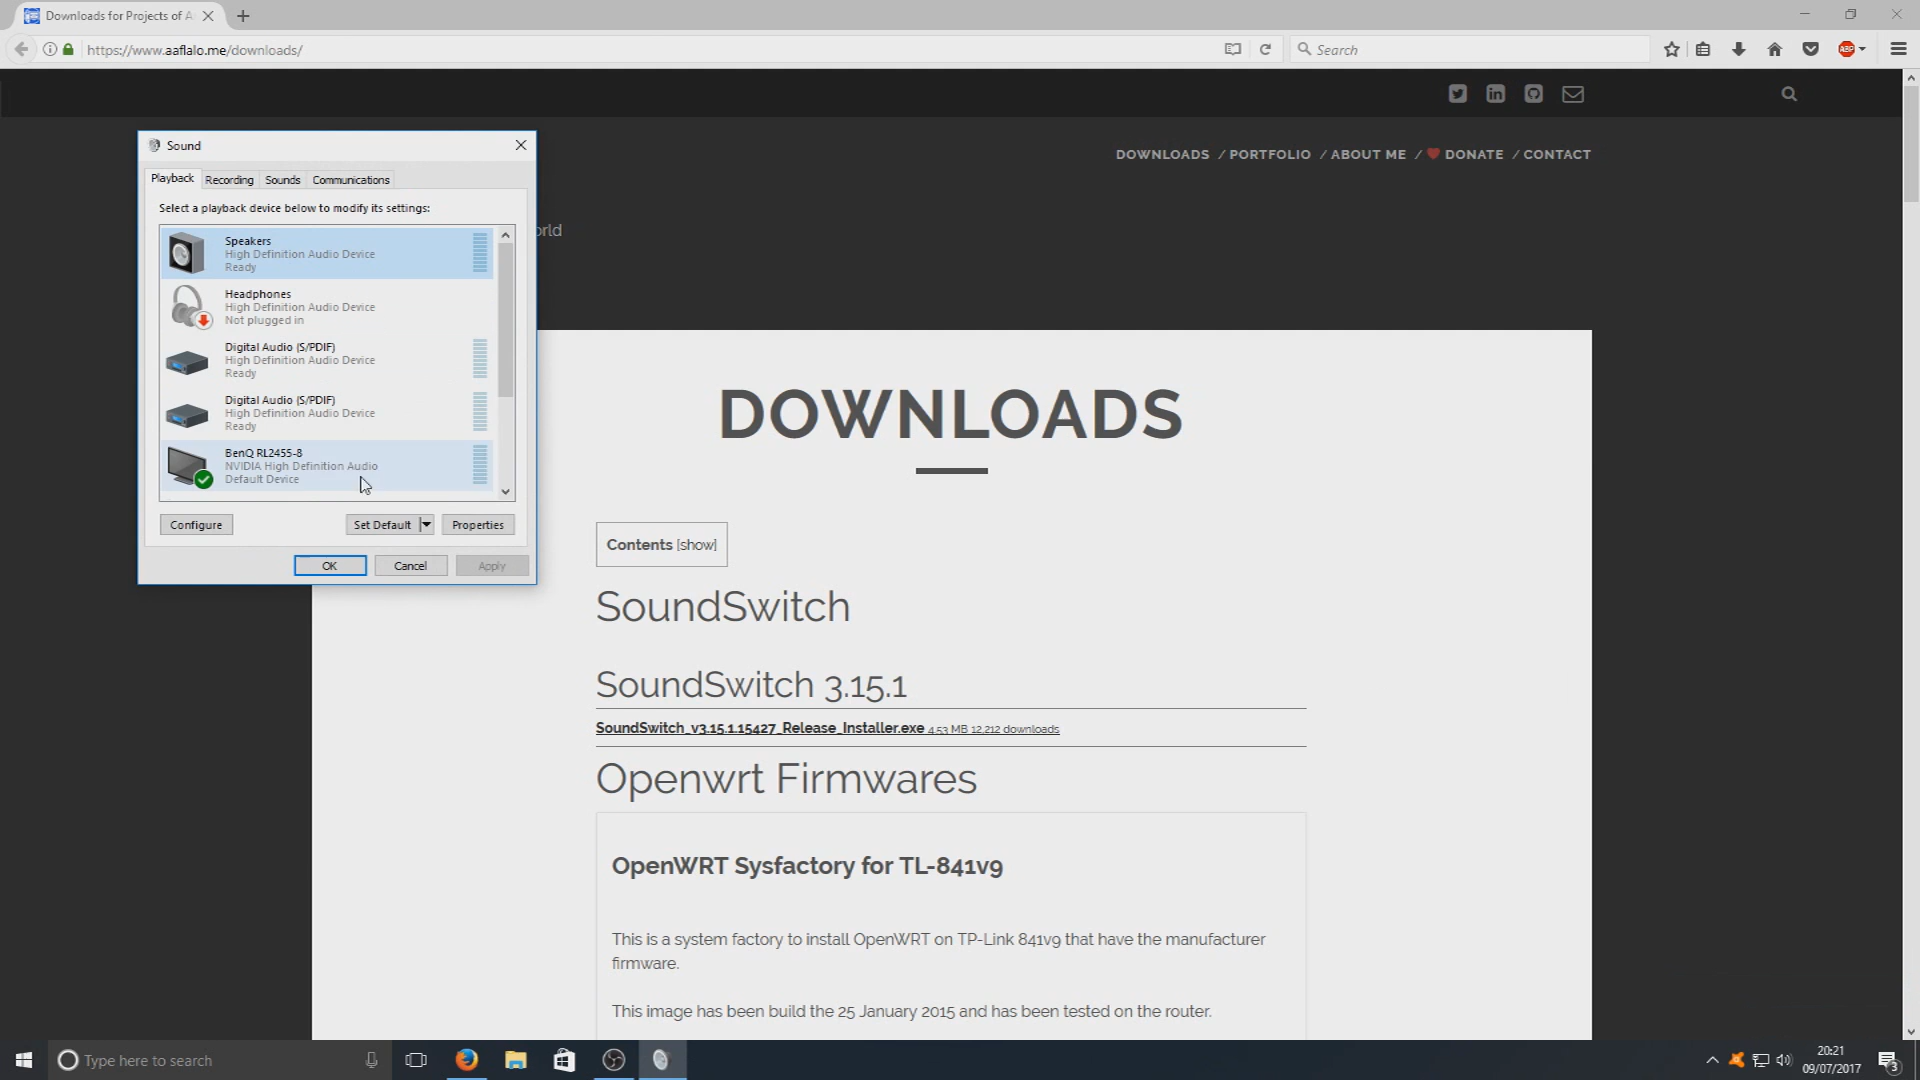 Downloads for Projects of A
https://www.aaflalo.me/downloads/
Search
ABP
DOWNLOADS / PORTFOLIO / ABOUT ME / DONATE / CONTACT
orld
Sound
Playback Recording Sounds Communications
Select a playback device below to modify its settings:
Speakers
High Definition Audio Device
Ready
Headphones
High Definition Audio Device
Not plugged in
Digital Audio (S/PDIF)
High Definition Audio Device
Ready
Digital Audio (S/PDIF)
High Definition Audio Device
Ready
BenQ RL2455-8
NVIDIA High Definition Audio
Default Device
Configure Set Default Properties
OK Cancel Apply
DOWNLOADS
Contents [show]
SoundSwitch
SoundSwitch 3.15.1
SoundSwitch_v3.15.1.15427_Release_Installer.exe 4.53 MB 12,212 downloads
Openwrt Firmwares
OpenWRT Sysfactory for TL-841v9
This is a system factory to install OpenWRT on TP-Link 841v9 that have the manufacturer
firmware.
This image has been build the 25 January 2015 and has been tested on the router.
Type here to search
20:21
09/07/2017
3